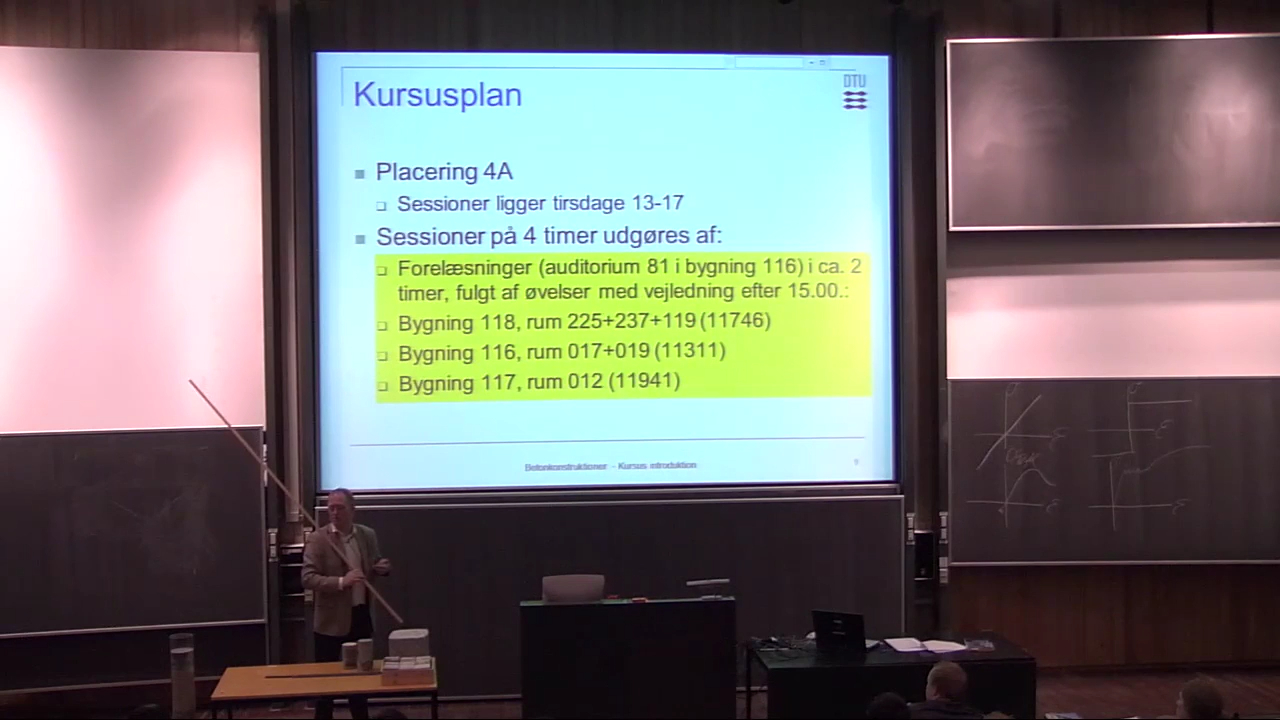 Kursusplan
DTU
Placering 4A
Sessioner ligger tirsdage 13-17
Sessioner på 4 timer udgøres af:
Forelæsninger (auditorium 81 i bygning 116) i ca. 2
timer, fulgt af øvelser med vejledning efter 15.00.:
Bygning 118, rum 225+237+119 (11746)
Bygning 116, rum 017+019 (11311)
Bygning 117, rum 012 (11941)
Betonkonstruktioner - Kursus introduktion
9